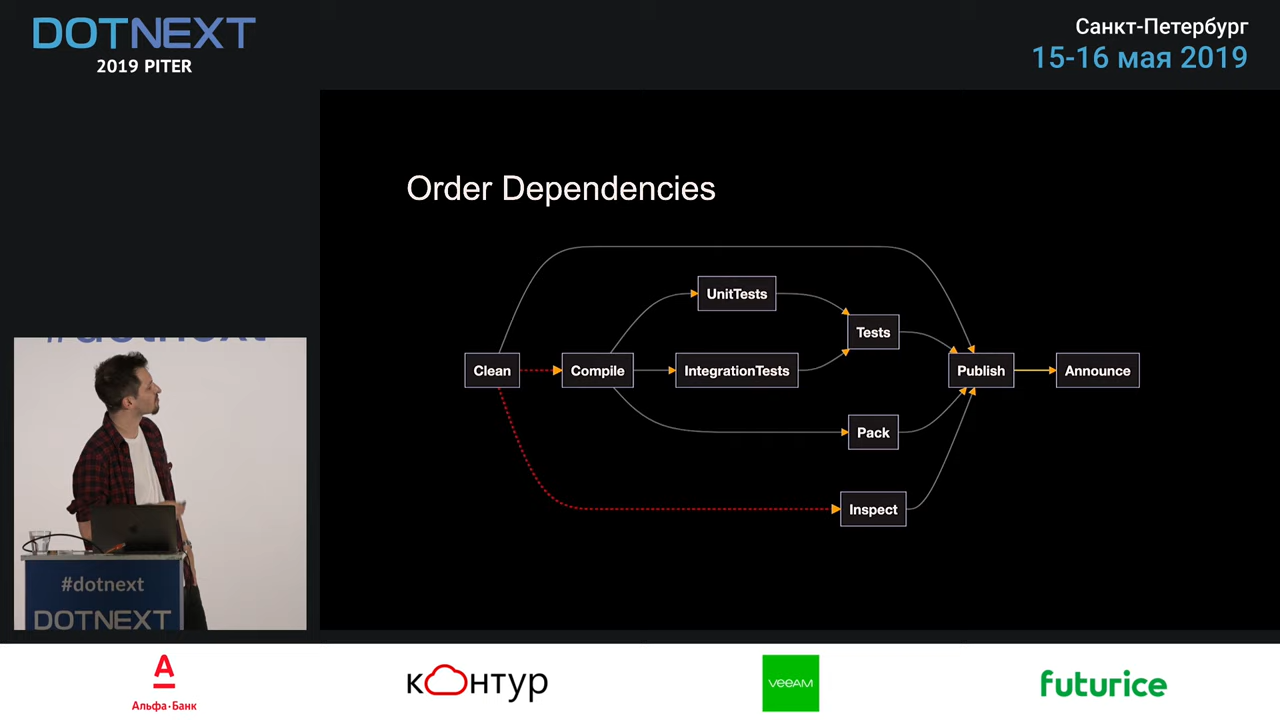 DOTNEXT
2019 PITER
Санкт-Петербург
15-16 мая 2019
Order Dependencies
UnitTests
Tests
Clean
Compile
IntegrationTests
Publish
Announce
Pack
Inspect
#dotnext
#dotnext
DOTNEXT
А
Альфа·Банк
контур
veeam
futurice